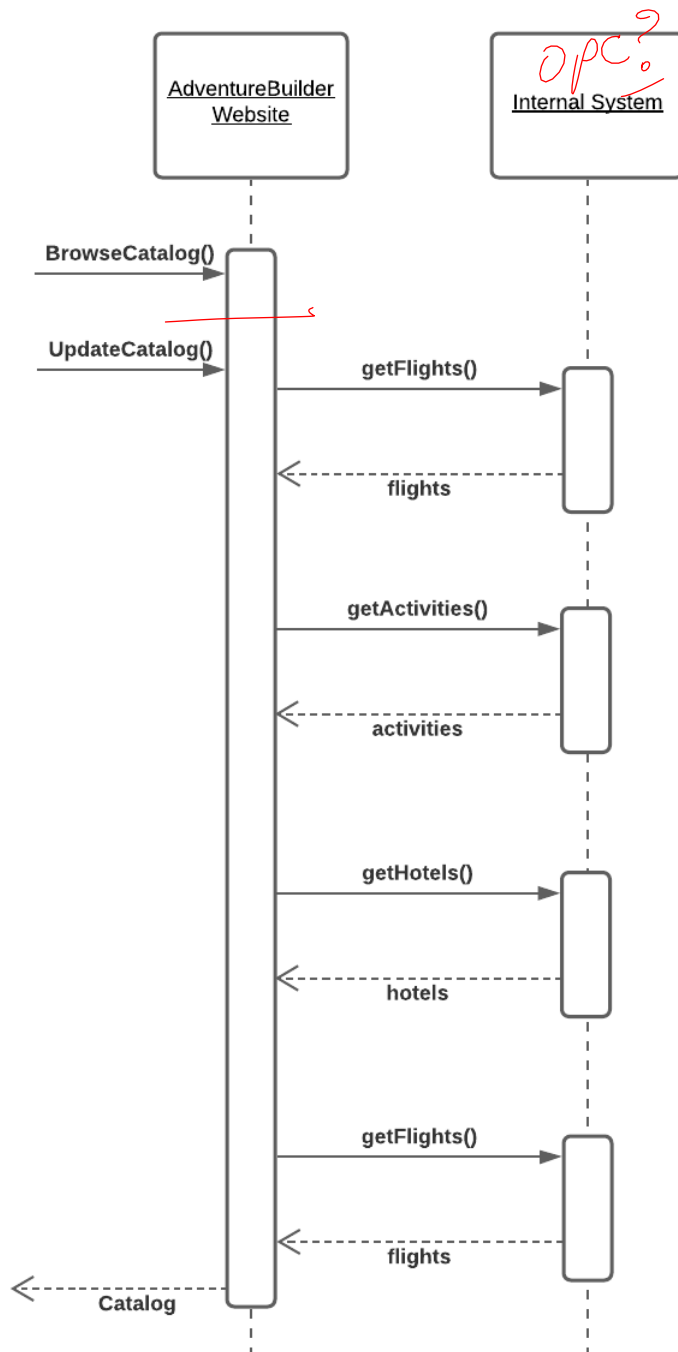 opc?
AdventureBuilder
Website
Internal System
BrowseCatalog()
UpdateCatalog()
getFlights()
flights
getActivities()
activities
getHotels()
hotels
getFlights()
flights
Catalog